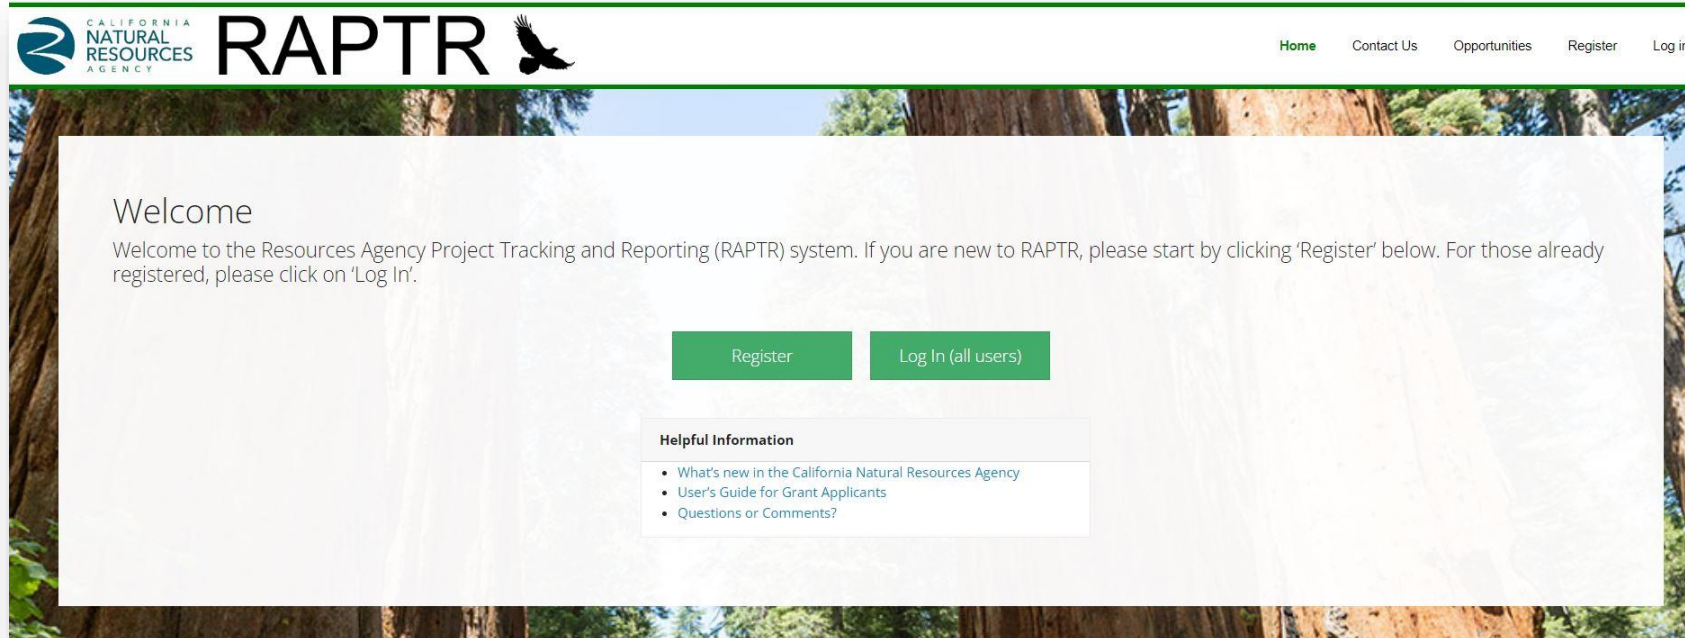 CALIFORNIA
NATURAL
RESOURCES
AGENCY
RAPTR
Home Contact Us Opportunities Register Log in
Welcome
Welcome to the Resources Agency Project Tracking and Reporting (RAPTR) system. If you are new to RAPTR, please start by clicking ‘Register’ below. For those already
registered, please click on ‘Log In’.
Register Log In (all users)
Helpful Information
• What’s new in the California Natural Resources Agency
• User’s Guide for Grant Applicants
• Questions or Comments?